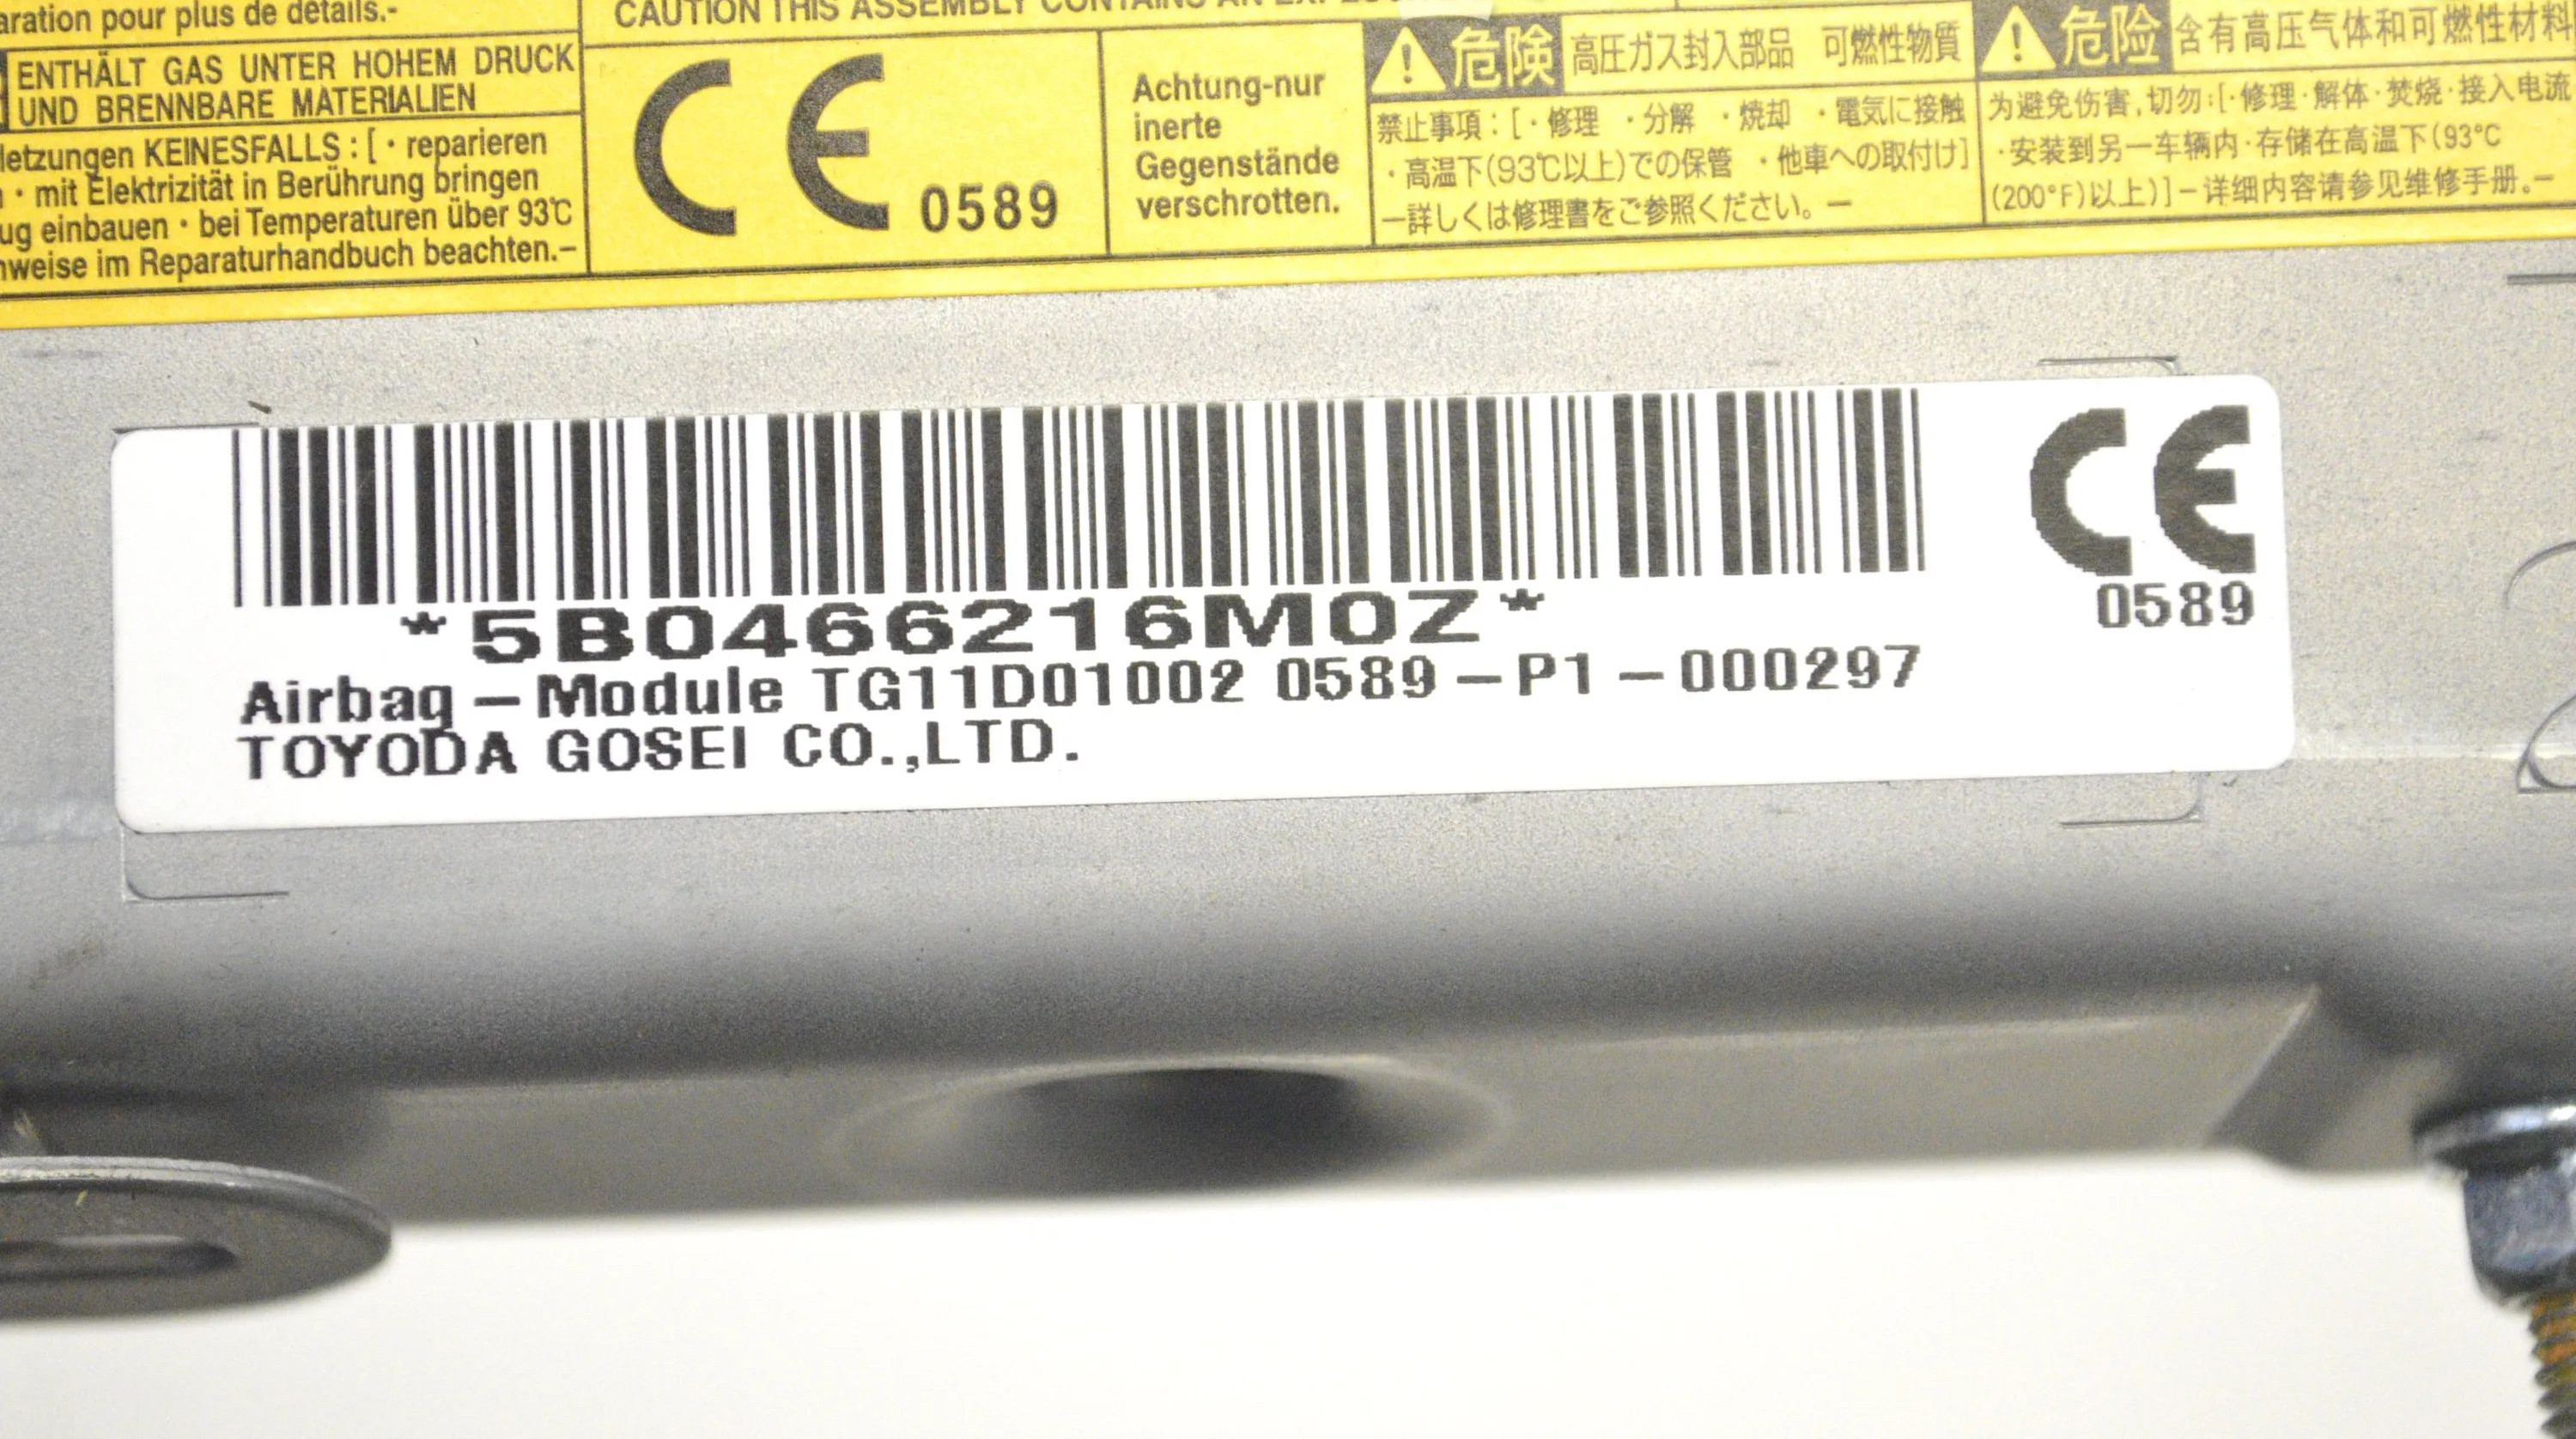 aration pour plus de détails.-
ENTHÄLT GAS UNTER HOHEM DRUCK
UND BRENNBARE MATERIALIEN
letzungen KEINESFALLS : [ · reparieren
· mit Elektrizität in Berührung bringen
ug einbauen · bei Temperaturen über 93℃
nweise im Reparaturhandbuch beachten.–
CAUTION THIS ASSEMBLY CONTAINS AN
CE 0589
Achtung-nur
inerte
Gegenstände
verschrotten.
危険 高圧ガス封入部品 可燃性物質
禁止事項 : [ · 修理 · 分解 · 焼却 · 電気に接触
· 高温下(93℃以上)での保管 · 他車への取付け]
ー詳しくは修理書をご参照ください。ー
危险 含有高压气体和可燃性材料
为避免伤害,切勿:[·修理·解体·焚烧·接入电流
·安装到另一车辆内·存储在高温下(93°C
(200°F)以上)]–详细内容请参见维修手册。–
*5B0466216M0Z*
Airbag – Module TG11D01002 0589 – P1 – 000297
TOYODA GOSEI CO.,LTD.
CE
0589